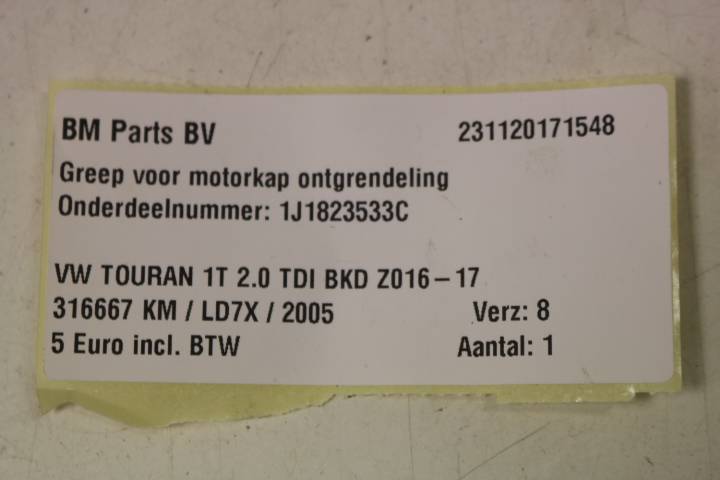 BM Parts BV 231120171548
Greep voor motorkap ontgrendeling
Onderdeelnummer: 1J1823533C
VW TOURAN 1T 2.0 TDI BKD Z016-17
316667 KM / LD7X / 2005 Verz: 8
5 Euro incl. BTW Aantal: 1